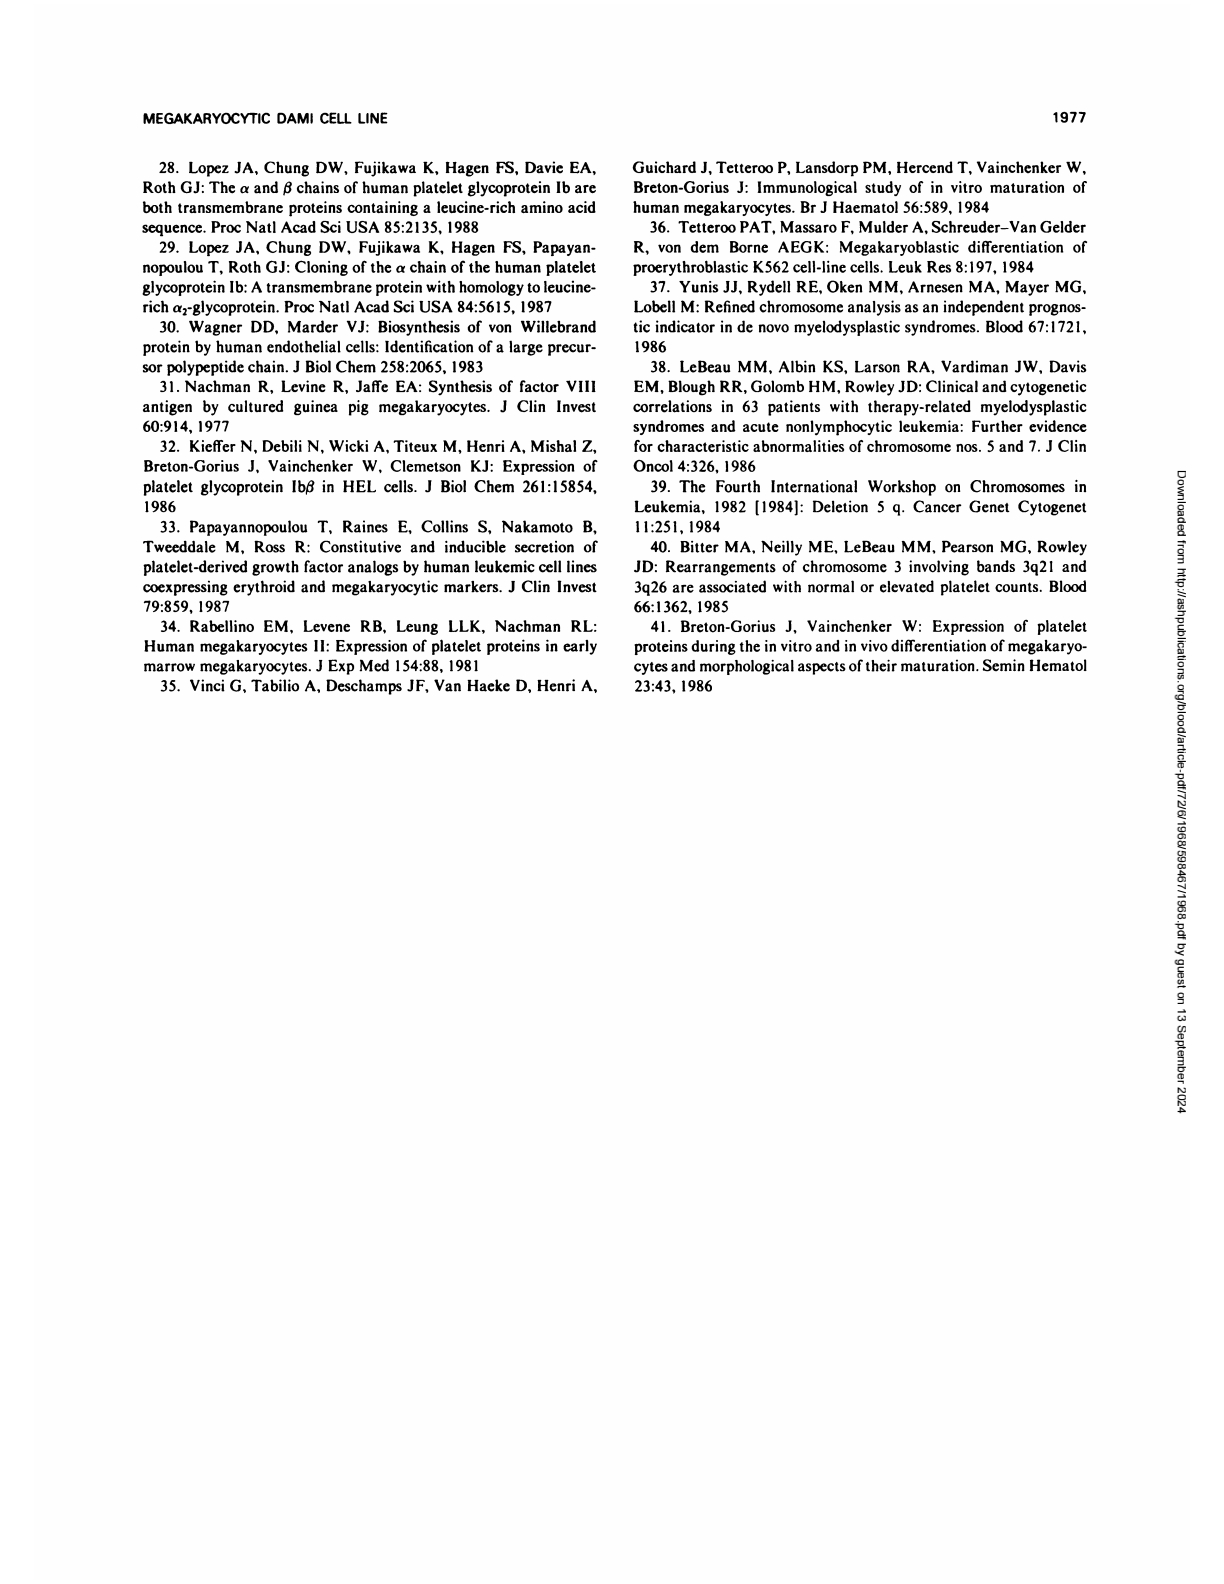 MEGAKARYOCYTIC DAMI CELL LINE
1977
28. Lopez JA, Chung DW, Fujikawa K, Hagen FS, Davie EA,
Roth GJ: The α and β chains of human platelet glycoprotein Ib are
both transmembrane proteins containing a leucine-rich amino acid
sequence. Proc Natl Acad Sci USA 85:2135, 1988
29. Lopez JA, Chung DW, Fujikawa K, Hagen FS, Papayan-
nopoulou T, Roth GJ: Cloning of the α chain of the human platelet
glycoprotein Ib: A transmembrane protein with homology to leucine-
rich α₂-glycoprotein. Proc Natl Acad Sci USA 84:5615, 1987
30. Wagner DD, Marder VJ: Biosynthesis of von Willebrand
protein by human endothelial cells: Identification of a large precur-
sor polypeptide chain. J Biol Chem 258:2065, 1983
31. Nachman R, Levine R, Jaffe EA: Synthesis of factor VIII
antigen by cultured guinea pig megakaryocytes. J Clin Invest
60:914, 1977
32. Kieffer N, Debili N, Wicki A, Titeux M, Henri A, Mishal Z,
Breton-Gorius J, Vainchenker W, Clemetson KJ: Expression of
platelet glycoprotein Ibβ in HEL cells. J Biol Chem 261:15854,
1986
33. Papayannopoulou T, Raines E, Collins S, Nakamoto B,
Tweeddale M, Ross R: Constitutive and inducible secretion of
platelet-derived growth factor analogs by human leukemic cell lines
coexpressing erythroid and megakaryocytic markers. J Clin Invest
79:859, 1987
34. Rabellino EM, Levene RB, Leung LLK, Nachman RL:
Human megakaryocytes II: Expression of platelet proteins in early
marrow megakaryocytes. J Exp Med 154:88, 1981
35. Vinci G, Tabilio A, Deschamps JF, Van Haeke D, Henri A,
Guichard J, Tetteroo P, Lansdorp PM, Hercend T, Vainchenker W,
Breton-Gorius J: Immunological study of in vitro maturation of
human megakaryocytes. Br J Haematol 56:589, 1984
36. Tetteroo PAT, Massaro F, Mulder A, Schreuder-Van Gelder
R, von dem Borne AEGK: Megakaryoblastic differentiation of
proerythroblastic K562 cell-line cells. Leuk Res 8:197, 1984
37. Yunis JJ, Rydell RE, Oken MM, Arnesen MA, Mayer MG,
Lobell M: Refined chromosome analysis as an independent prognos-
tic indicator in de novo myelodysplastic syndromes. Blood 67:1721,
1986
38. LeBeau MM, Albin KS, Larson RA, Vardiman JW, Davis
EM, Blough RR, Golomb HM, Rowley JD: Clinical and cytogenetic
correlations in 63 patients with therapy-related myelodysplastic
syndromes and acute nonlymphocytic leukemia: Further evidence
for characteristic abnormalities of chromosome nos. 5 and 7. J Clin
Oncol 4:326, 1986
39. The Fourth International Workshop on Chromosomes in
Leukemia, 1982 [1984]: Deletion 5 q. Cancer Genet Cytogenet
11:251, 1984
40. Bitter MA, Neilly ME, LeBeau MM, Pearson MG, Rowley
JD: Rearrangements of chromosome 3 involving bands 3q21 and
3q26 are associated with normal or elevated platelet counts. Blood
66:1362, 1985
41. Breton-Gorius J, Vainchenker W: Expression of platelet
proteins during the in vitro and in vivo differentiation of megakaryo-
cytes and morphological aspects of their maturation. Semin Hematol
23:43, 1986
Downloaded from http://ashpublications.org/blood/article-pdf/72/6/1968/598467/1968.pdf by guest on 13 September 2024